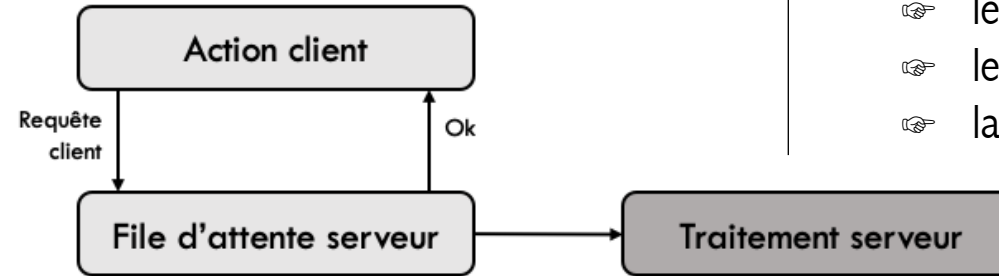 le
le
la
Action client
Requête
client
Ok
File d'attente serveur
Traitement serveur